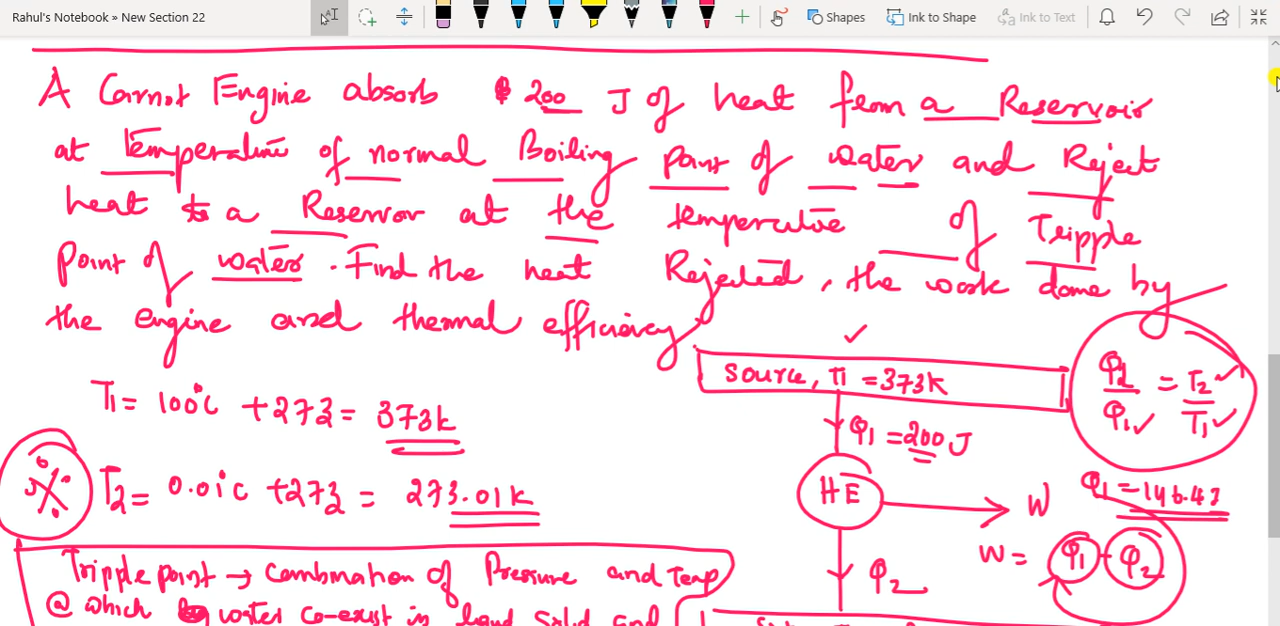 Rahul's Notebook » New Section 22
Shapes Ink to Shape Ink to Text
A Carnot Engine absorb 200 J of heat from a Reservoir
at temperature of normal Boiling point of water and Reject
heat to a Reservoir at the temperature of Tripple
Point of water. Find the heat Rejected, the work done by
the engine and thermal efficiency.
Source, T1 = 373k
Q2/Q1 = T2/T1
T1 = 100°C + 273 = 373k
Q1 = 200 J
T2 = 0.01°C + 273 = 273.01k
HE
W
Q1 = 146.4J
W = Q1 - Q2
Q2
Tripple point → Combination of Pressure and Temp
@ which water Co-exist in Solid and